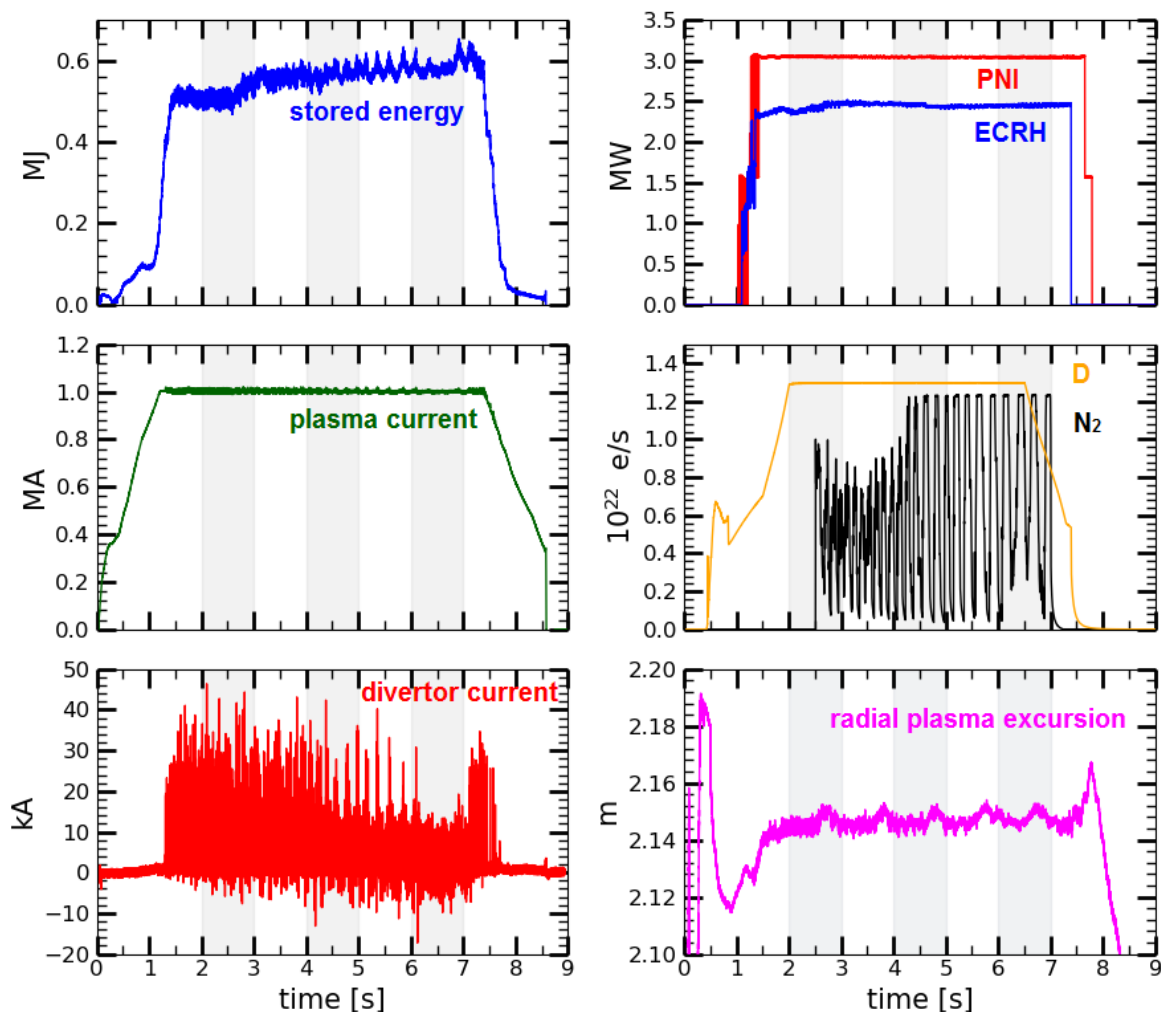 0.6
0.4
0.2
0.0
MJ
stored energy
3.5
3.0
2.5
2.0
1.5
1.0
0.5
0.0
MW
PNI
ECRH
1.2
1.0
0.8
0.6
0.4
0.2
0.0
MA
plasma current
1.4
1.2
1.0
0.8
0.6
0.4
0.2
0.0
10²² e/s
D
N₂
50
40
30
20
10
0
−10
−20
kA
divertor current
0 1 2 3 4 5 6 7 8 9
time [s]
2.20
2.18
2.16
2.14
2.12
2.10
m
radial plasma excursion
0 1 2 3 4 5 6 7 8 9
time [s]